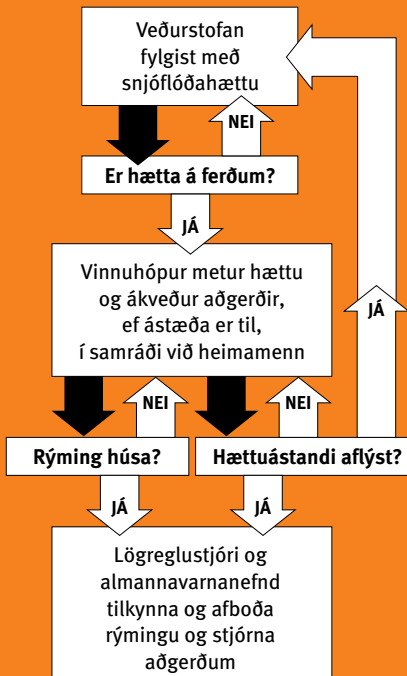 Veðurstofan
fylgist með
snjóflóðahættu
NEI
Er hætta á ferðum?
JÁ
Vinnuhópur metur hættu
og ákveður aðgerðir,
ef ástæða er til,
í samráði við heimamenn
JÁ
NEI
NEI
Rýming húsa?
Hættuástandi aflýst?
JÁ
JÁ
Lögreglustjóri og
almannavarnanefnd
tilkynna og afboða
rýmingu og stjórna
aðgerðum